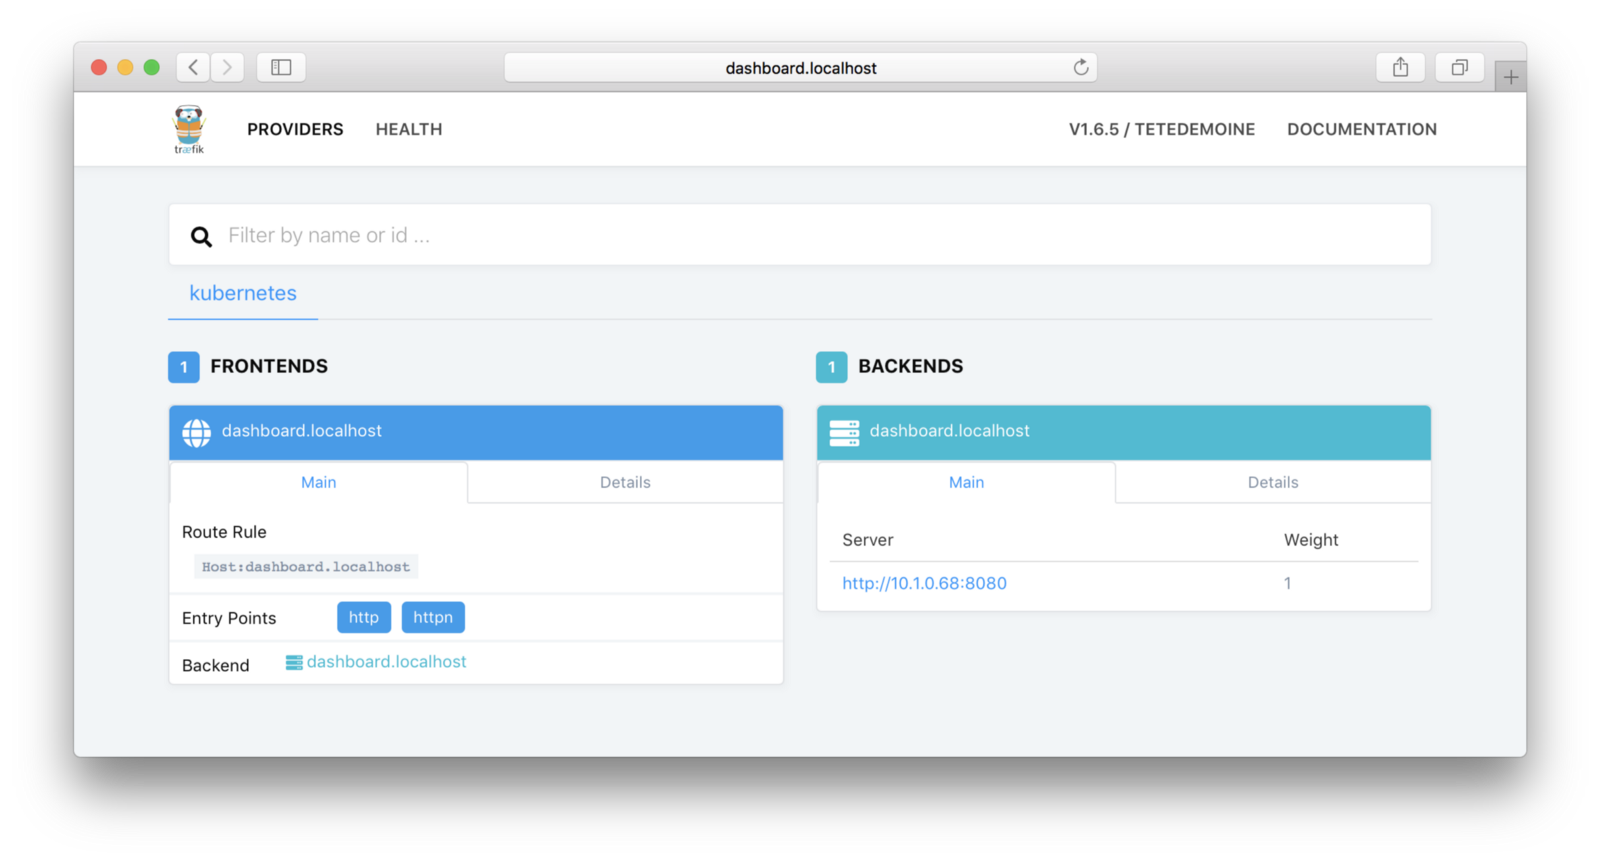 dashboard.localhost
træfik
PROVIDERS HEALTH V1.6.5 / TETEDEMOINE DOCUMENTATION
Filter by name or id ...
kubernetes
1 FRONTENDS
dashboard.localhost
Main Details
Route Rule
Host:dashboard.localhost
Entry Points http httpn
Backend dashboard.localhost
1 BACKENDS
dashboard.localhost
Main Details
Server Weight
http://10.1.0.68:8080 1